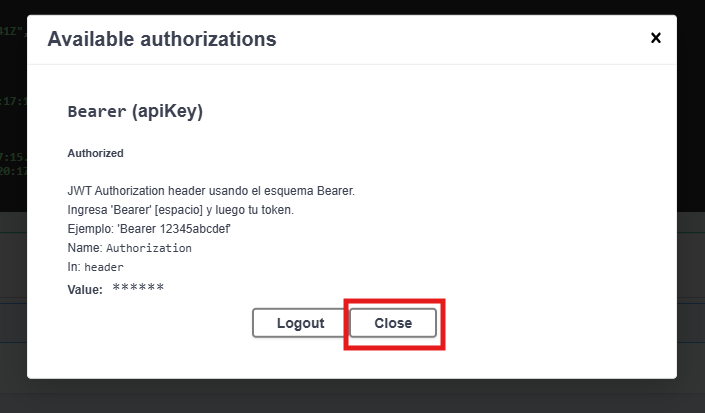 Available authorizations
×
Bearer (apiKey)
Authorized
JWT Authorization header usando el esquema Bearer.
Ingresa 'Bearer' [espacio] y luego tu token.
Ejemplo: 'Bearer 12345abcdef'
Name: Authorization
In: header
Value: ******
Logout
Close